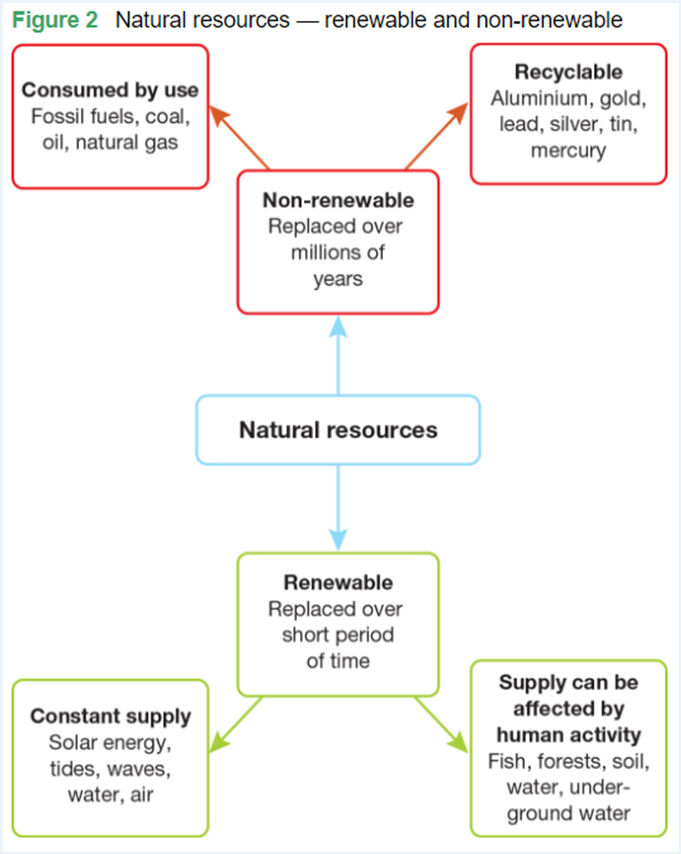 Figure 2 Natural resources — renewable and non-renewable
Consumed by use
Fossil fuels, coal,
oil, natural gas
Recyclable
Aluminium, gold,
lead, silver, tin,
mercury
Non-renewable
Replaced over
millions of
years
Natural resources
Renewable
Replaced over
short period
of time
Constant supply
Solar energy,
tides, waves,
water, air
Supply can be
affected by
human activity
Fish, forests, soil,
water, under-
ground water